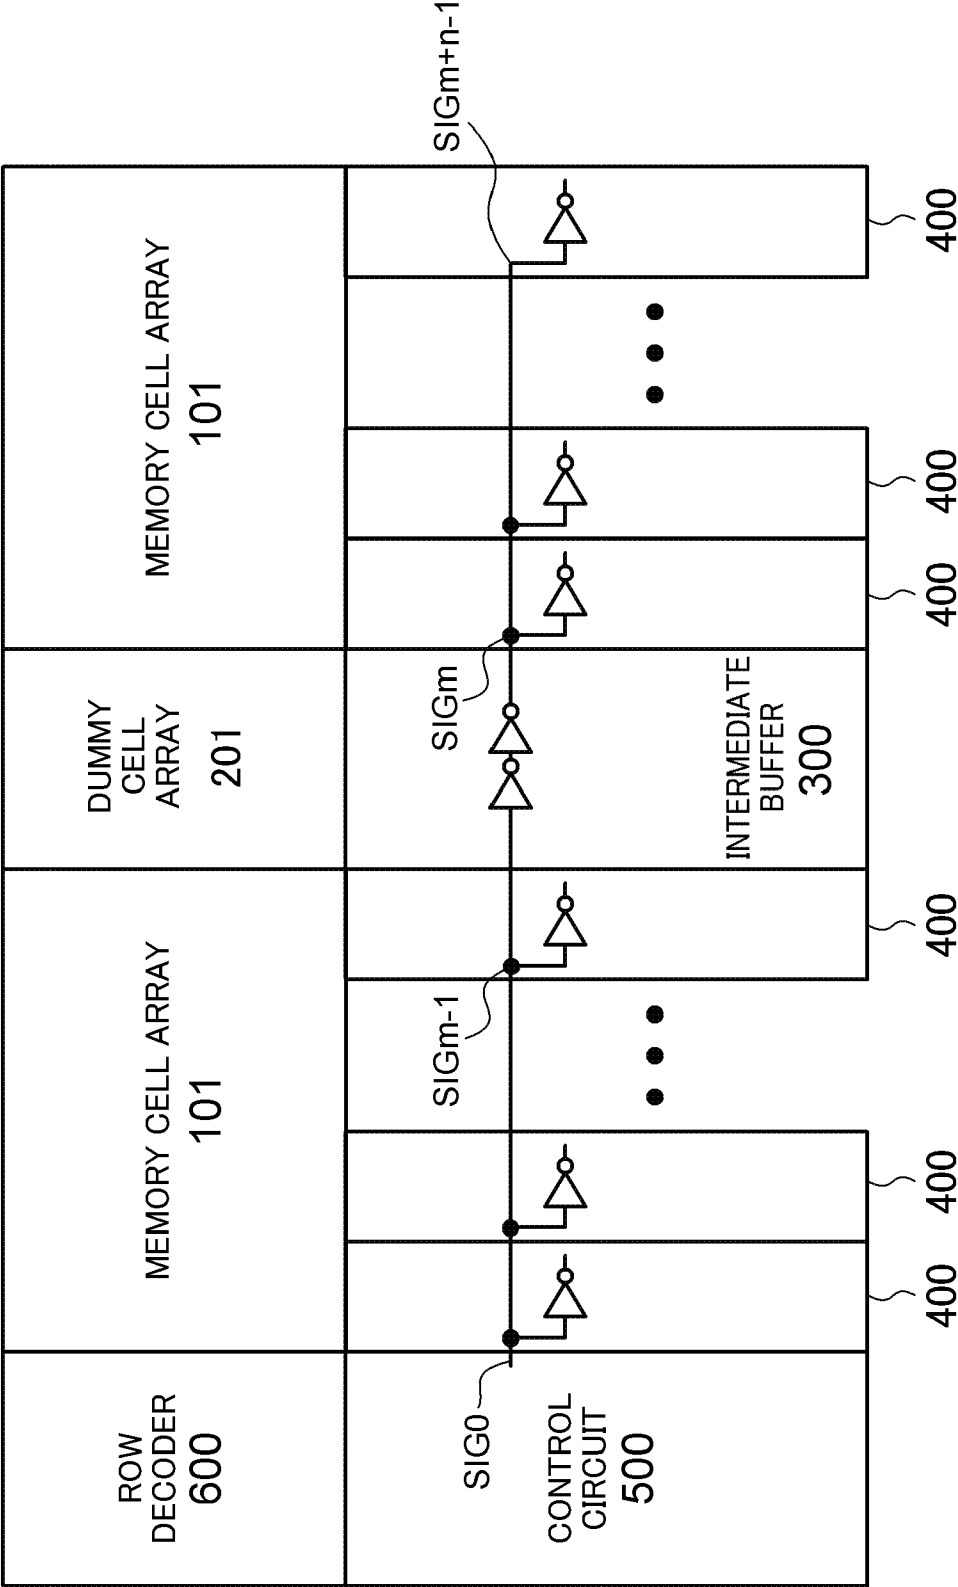 ROW
DECODER
600
MEMORY CELL ARRAY
101
DUMMY
CELL
ARRAY
201
MEMORY CELL ARRAY
101
SIG0
SIGm-1
SIGm
SIGm+n-1
CONTROL
CIRCUIT
500
INTERMEDIATE
BUFFER
300
400
400
400
400
400
400